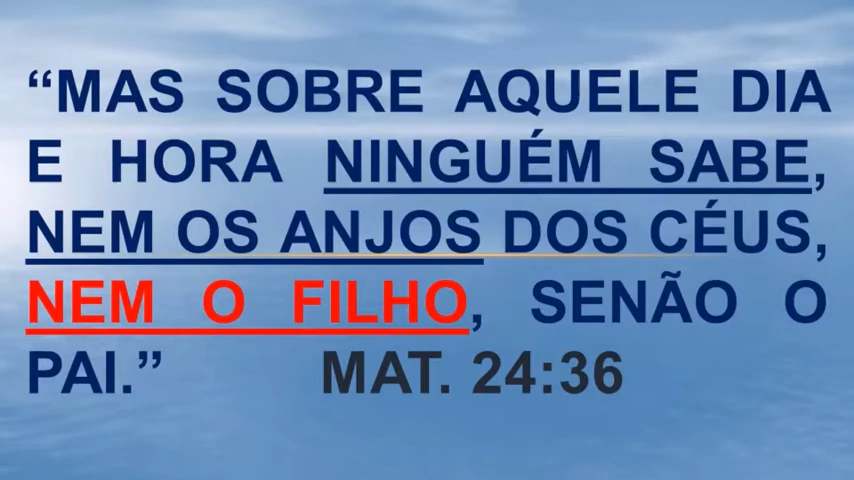 “MAS SOBRE AQUELE DIA
E HORA NINGUÉM SABE,
NEM OS ANJOS DOS CÉUS,
NEM O FILHO, SENÃO O
PAI.” MAT. 24:36